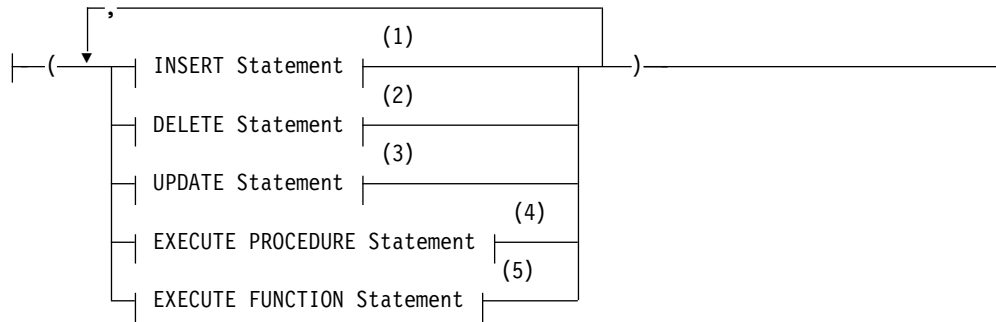 ,
(1)
( INSERT Statement )
(2)
DELETE Statement
(3)
UPDATE Statement
(4)
EXECUTE PROCEDURE Statement
(5)
EXECUTE FUNCTION Statement